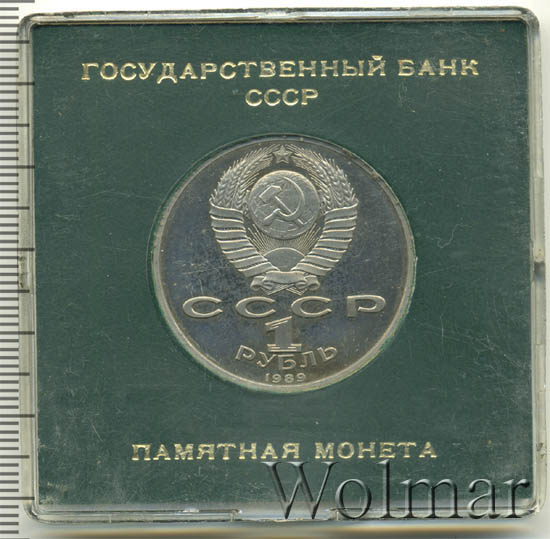 ГОСУДАРСТВЕННЫЙ БАНК
СССР
СССР
1
РУБЛЬ
1989
ПАМЯТНАЯ МОНЕТА
Wolmar